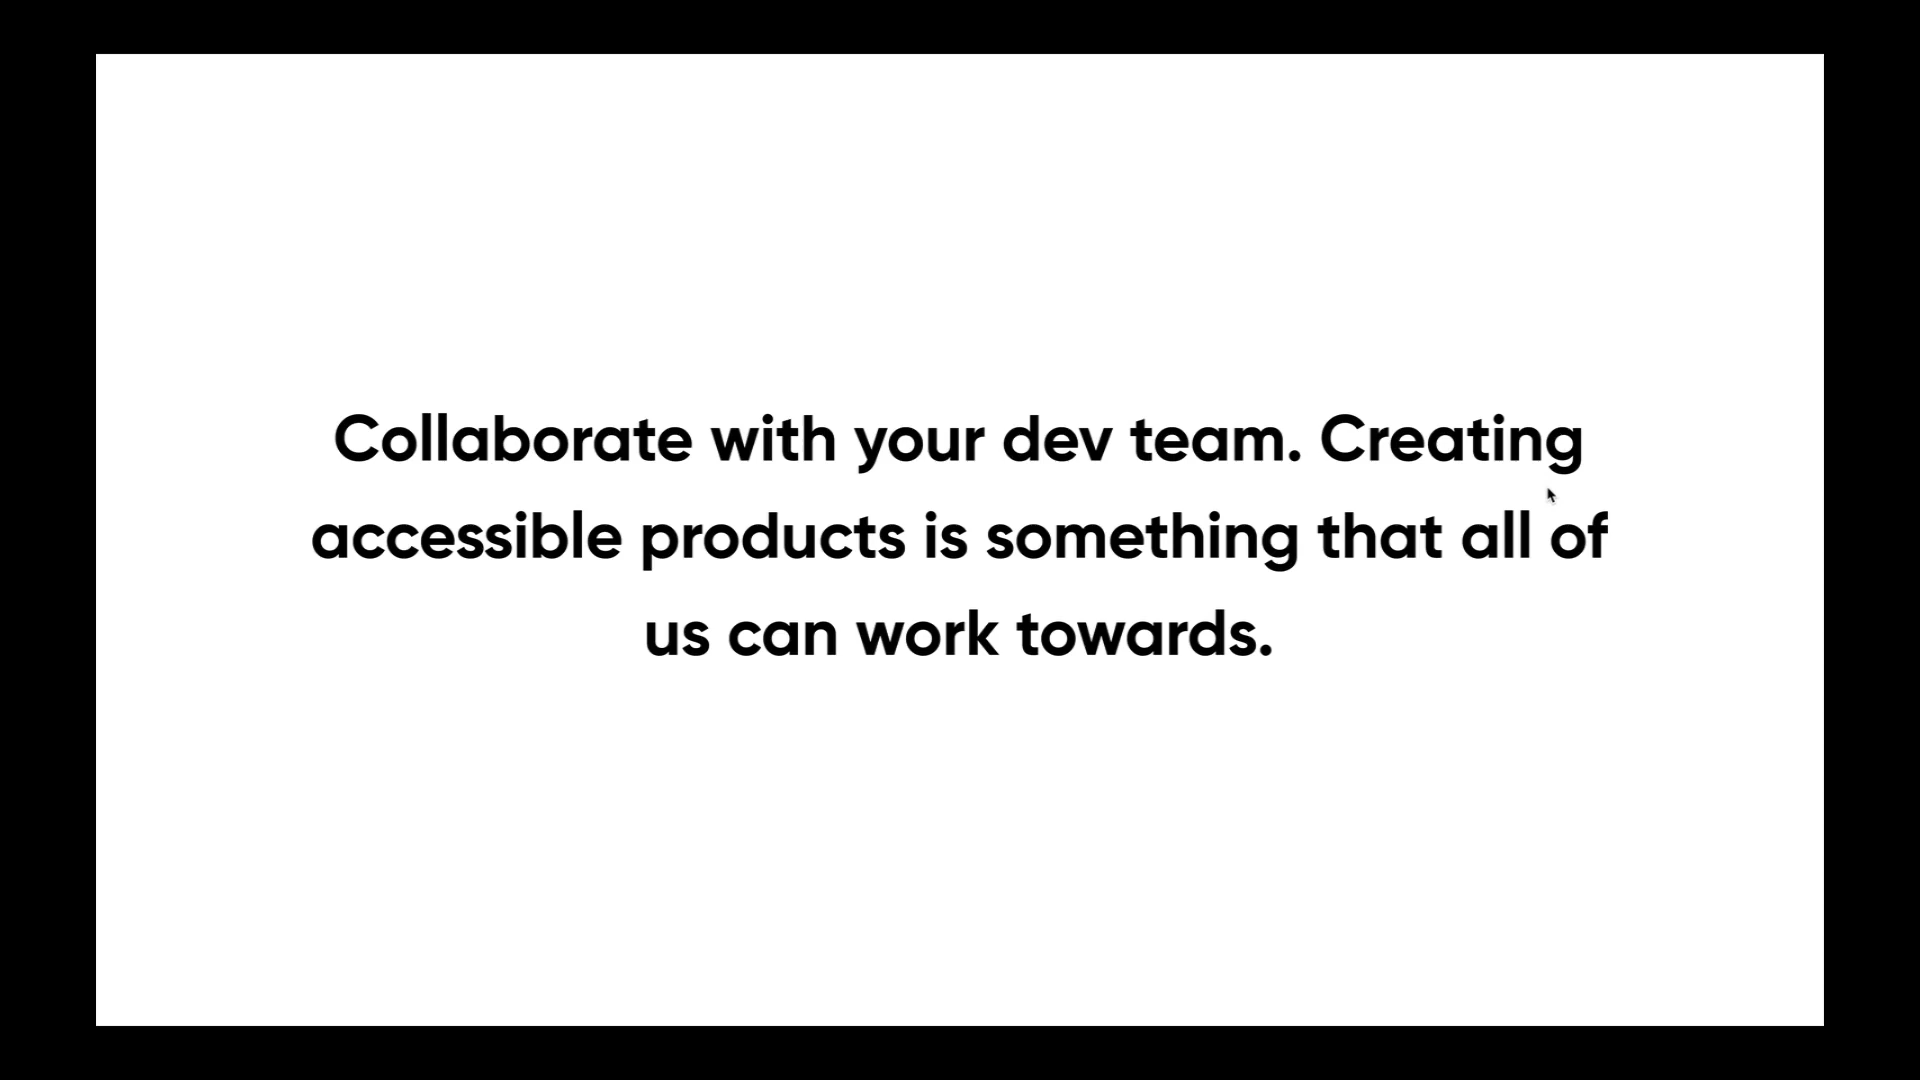 Collaborate with your dev team. Creating
accessible products is something that all of
us can work towards.